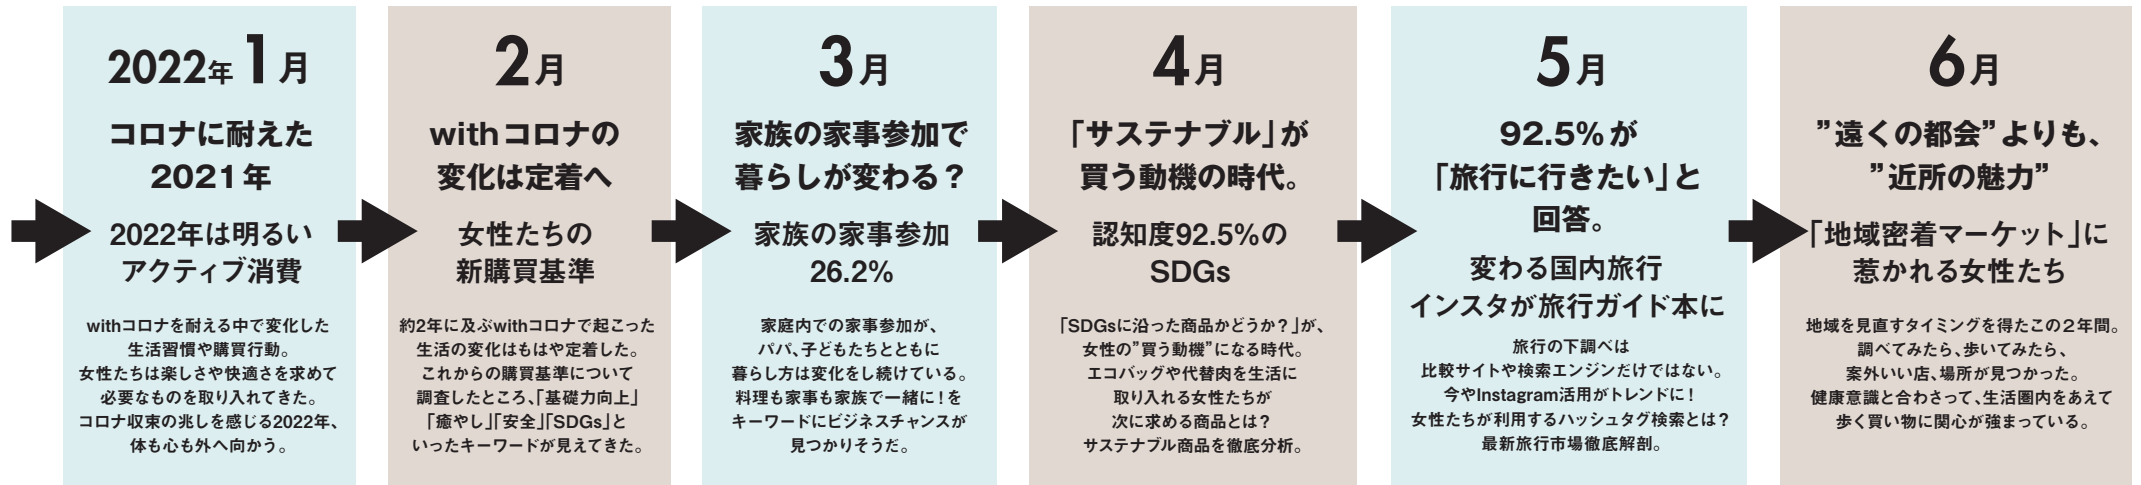 2022年 1月
コロナに耐えた
2021年
2022年は明るい
アクティブ消費
withコロナを耐える中で変化した
生活習慣や購買行動。
女性たちは楽しさや快適さを求めて
必要なものを取り入れてきた。
コロナ収束の兆しを感じる2022年、
体も心も外へ向かう。
2月
withコロナの
変化は定着へ
女性たちの
新購買基準
約2年に及ぶwithコロナで起こった
生活の変化はもはや定着した。
これからの購買基準について
調査したところ、「基礎力向上」
「癒やし」「安全」「SDGs」と
いったキーワードが見えてきた。
3月
家族の家事参加で
暮らしが変わる？
家族の家事参加
26.2%
家庭内での家事参加が、
パパ、子どもたちとともに
暮らし方は変化をし続けている。
料理も家事も家族で一緒に！を
キーワードにビジネスチャンスが
見つかりそうだ。
4月
「サステナブル」が
買う動機の時代。
認知度92.5%の
SDGs
「SDGsに沿った商品かどうか？」が、
女性の”買う動機”になる時代。
エコバッグや代替肉を生活に
取り入れる女性たちが
次に求める商品とは？
サステナブル商品を徹底分析。
5月
92.5%が
「旅行に行きたい」と
回答。
変わる国内旅行
インスタが旅行ガイド本に
旅行の下調べは
比較サイトや検索エンジンだけではない。
今やInstagram活用がトレンドに！
女性たちが利用するハッシュタグ検索とは？
最新旅行市場徹底解剖。
6月
”遠くの都会”よりも、
”近所の魅力”
「地域密着マーケット」に
惹かれる女性たち
地域を見直すタイミングを得たこの２年間。
調べてみたら、歩いてみたら、
案外いい店、場所が見つかった。
健康意識と合わさって、生活圏内をあえて
歩く買い物に関心が強まっている。